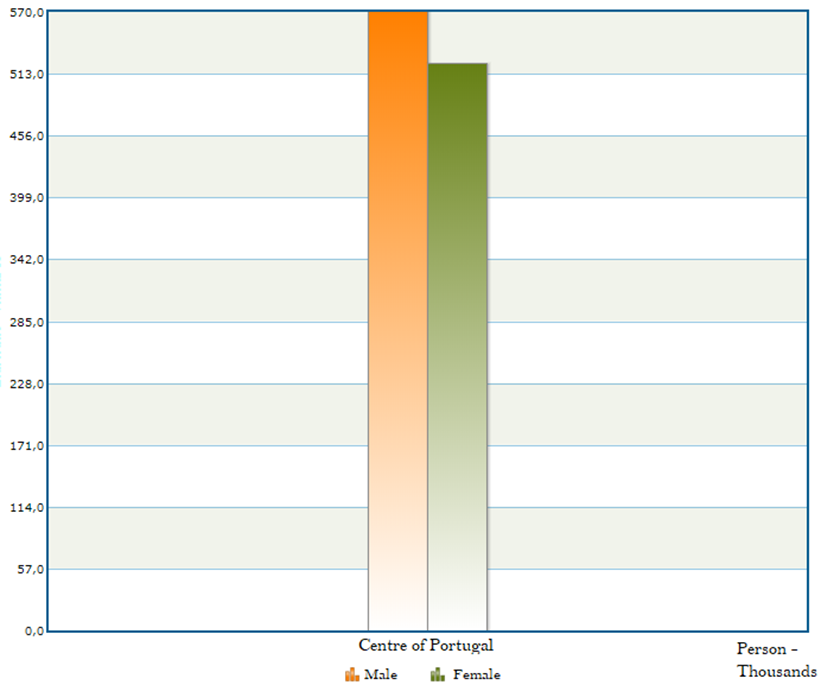 570,0
513,0
456,0
399,0
342,0
285,0
228,0
171,0
114,0
57,0
0,0
Centre of Portugal
Person –
Thousands
Male Female